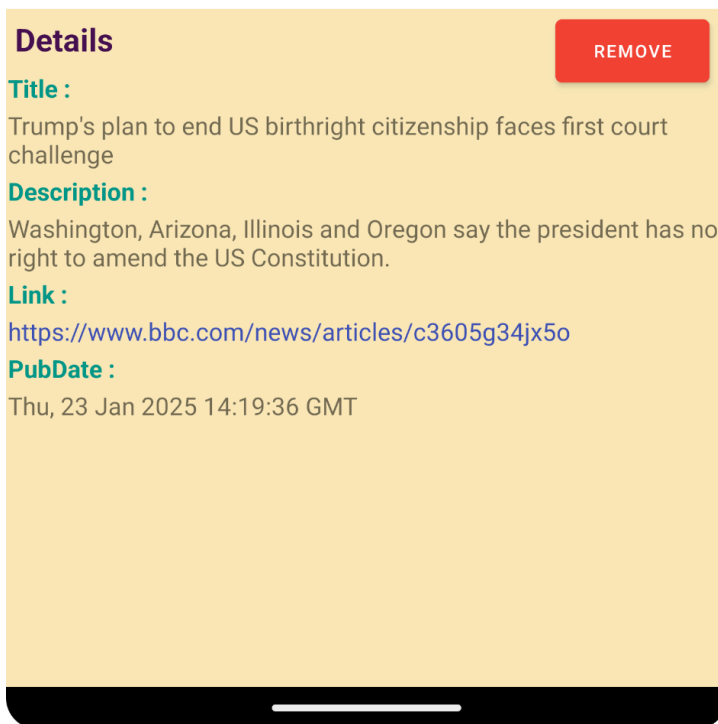 Details
REMOVE
Title :
Trump's plan to end US birthright citizenship faces first court
challenge
Description :
Washington, Arizona, Illinois and Oregon say the president has no
right to amend the US Constitution.
Link :
https://www.bbc.com/news/articles/c3605g34jx5o
PubDate :
Thu, 23 Jan 2025 14:19:36 GMT